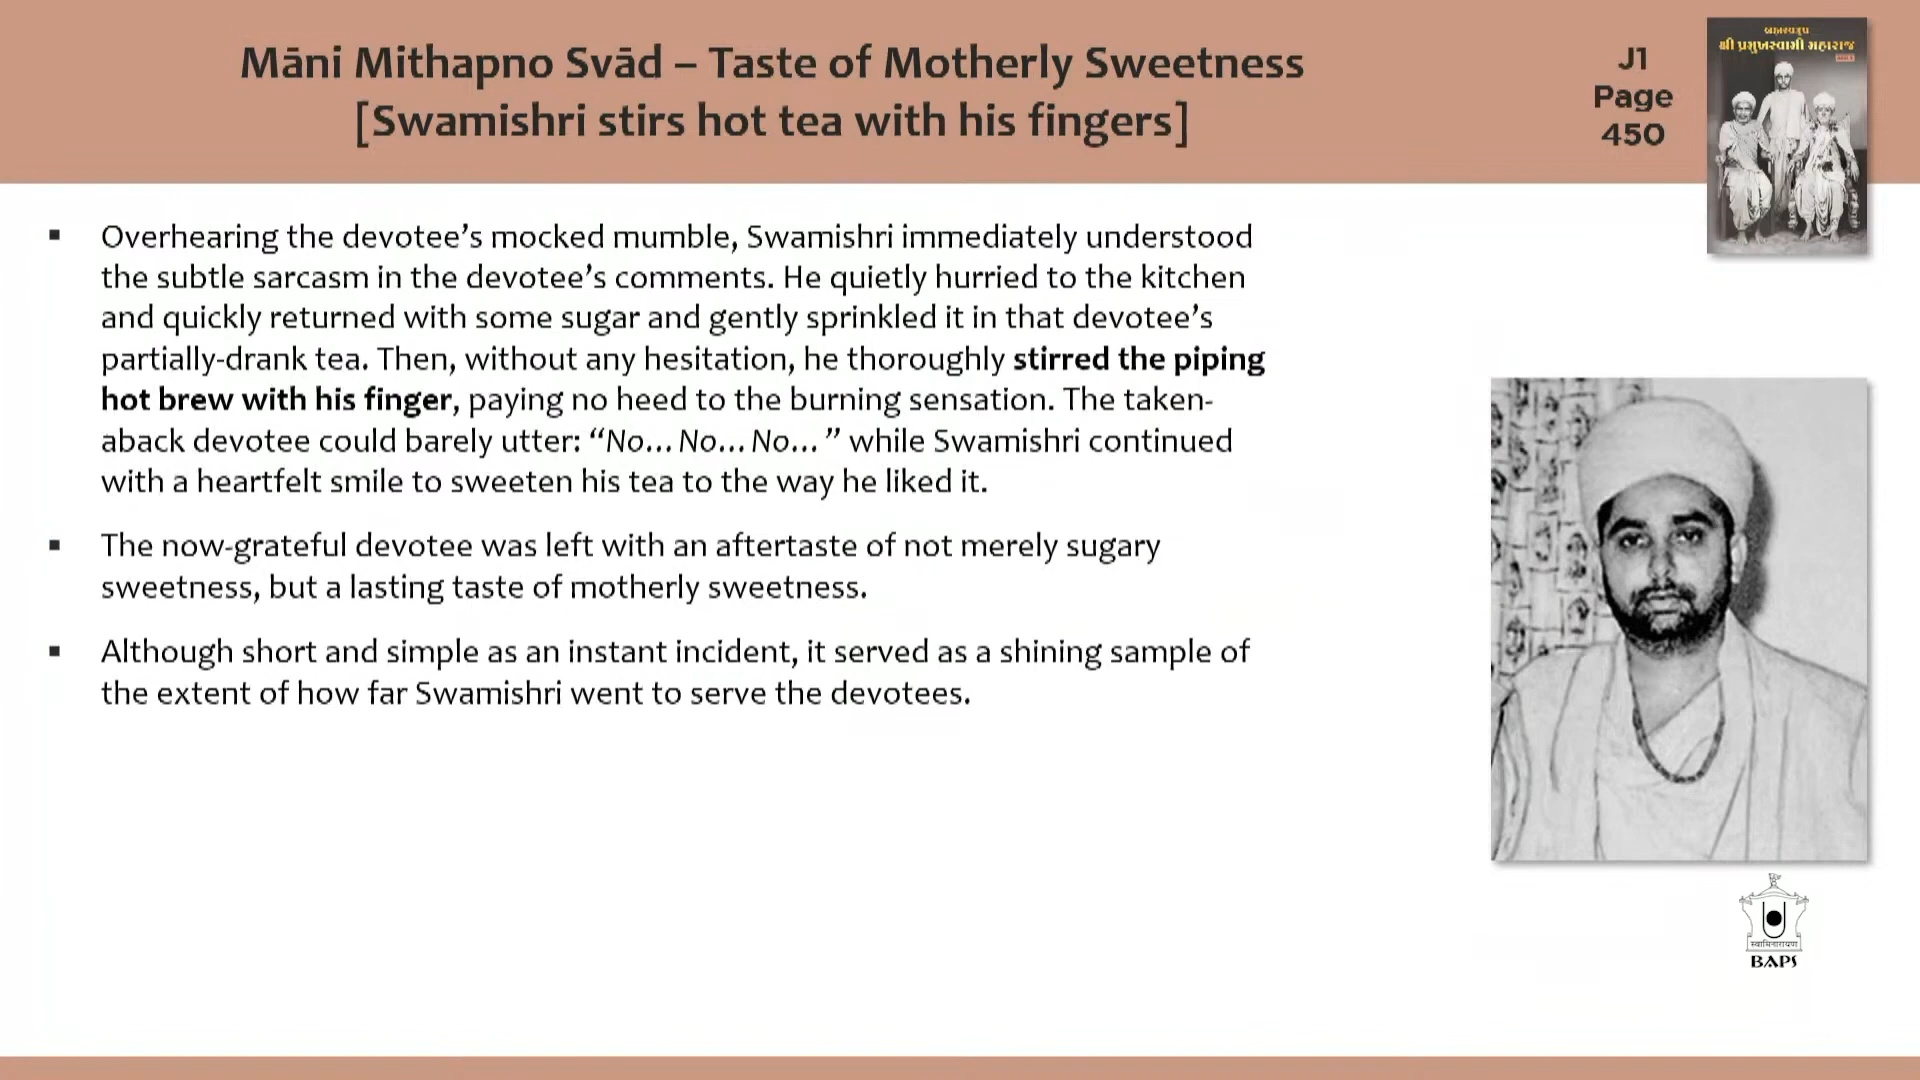 Māni Mithapno Svād – Taste of Motherly Sweetness
[Swamishri stirs hot tea with his fingers]
J1
Page
450
બ્રહ્મસ્વરૂપ
શ્રી પ્રમુખસ્વામી મહારાજ
▪ Overhearing the devotee’s mocked mumble, Swamishri immediately understood
the subtle sarcasm in the devotee’s comments. He quietly hurried to the kitchen
and quickly returned with some sugar and gently sprinkled it in that devotee’s
partially-drank tea. Then, without any hesitation, he thoroughly stirred the piping
hot brew with his finger, paying no heed to the burning sensation. The taken-
aback devotee could barely utter: “No... No... No... ” while Swamishri continued
with a heartfelt smile to sweeten his tea to the way he liked it.
▪ The now-grateful devotee was left with an aftertaste of not merely sugary
sweetness, but a lasting taste of motherly sweetness.
▪ Although short and simple as an instant incident, it served as a shining sample of
the extent of how far Swamishri went to serve the devotees.
स्वामिनारायण
BAPS